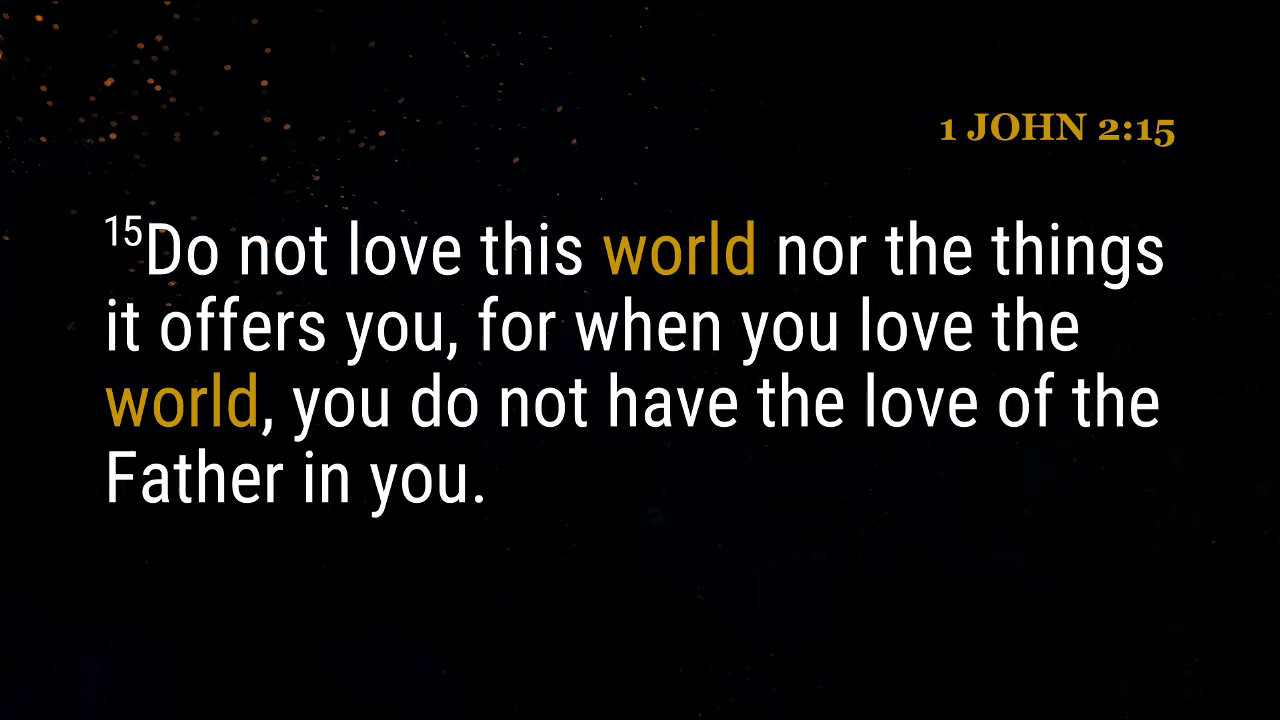 1 JOHN 2:15
15Do not love this world nor the things
it offers you, for when you love the
world, you do not have the love of the
Father in you.